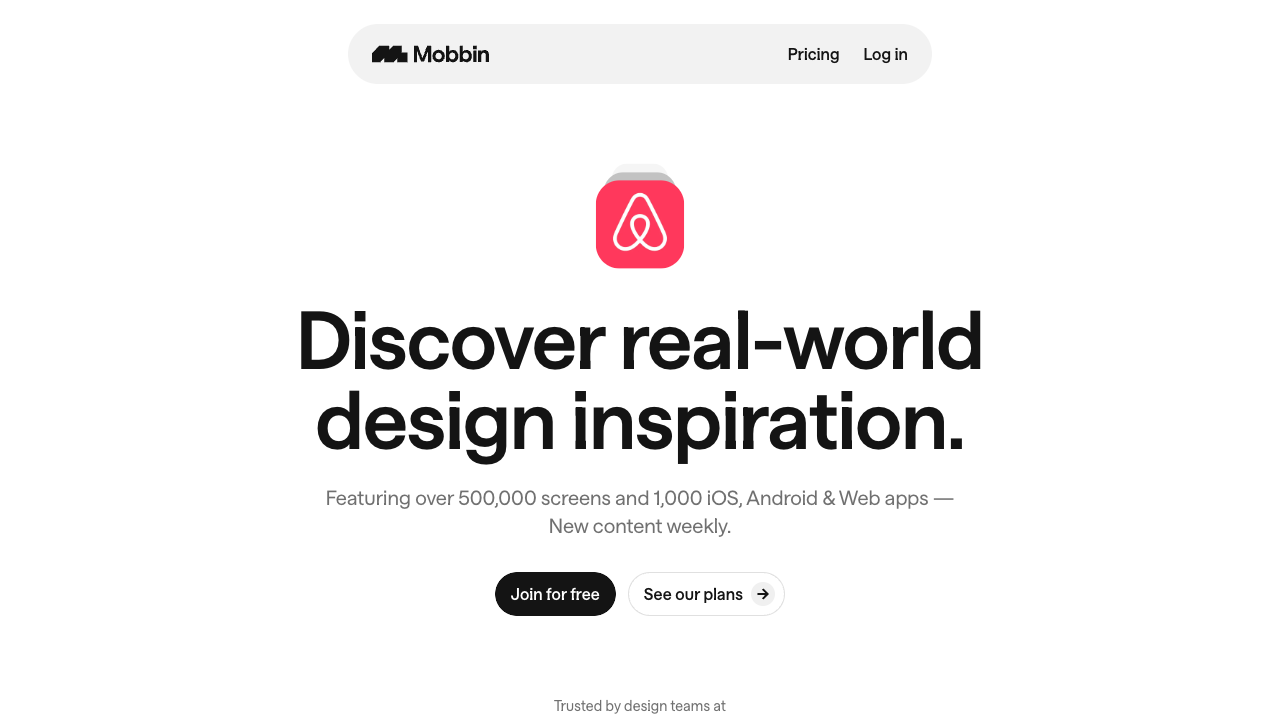 Mobbin
Pricing
Log in
Discover real-world
design inspiration.
Featuring over 500,000 screens and 1,000 iOS, Android & Web apps —
New content weekly.
Join for free
See our plans
Trusted by design teams at